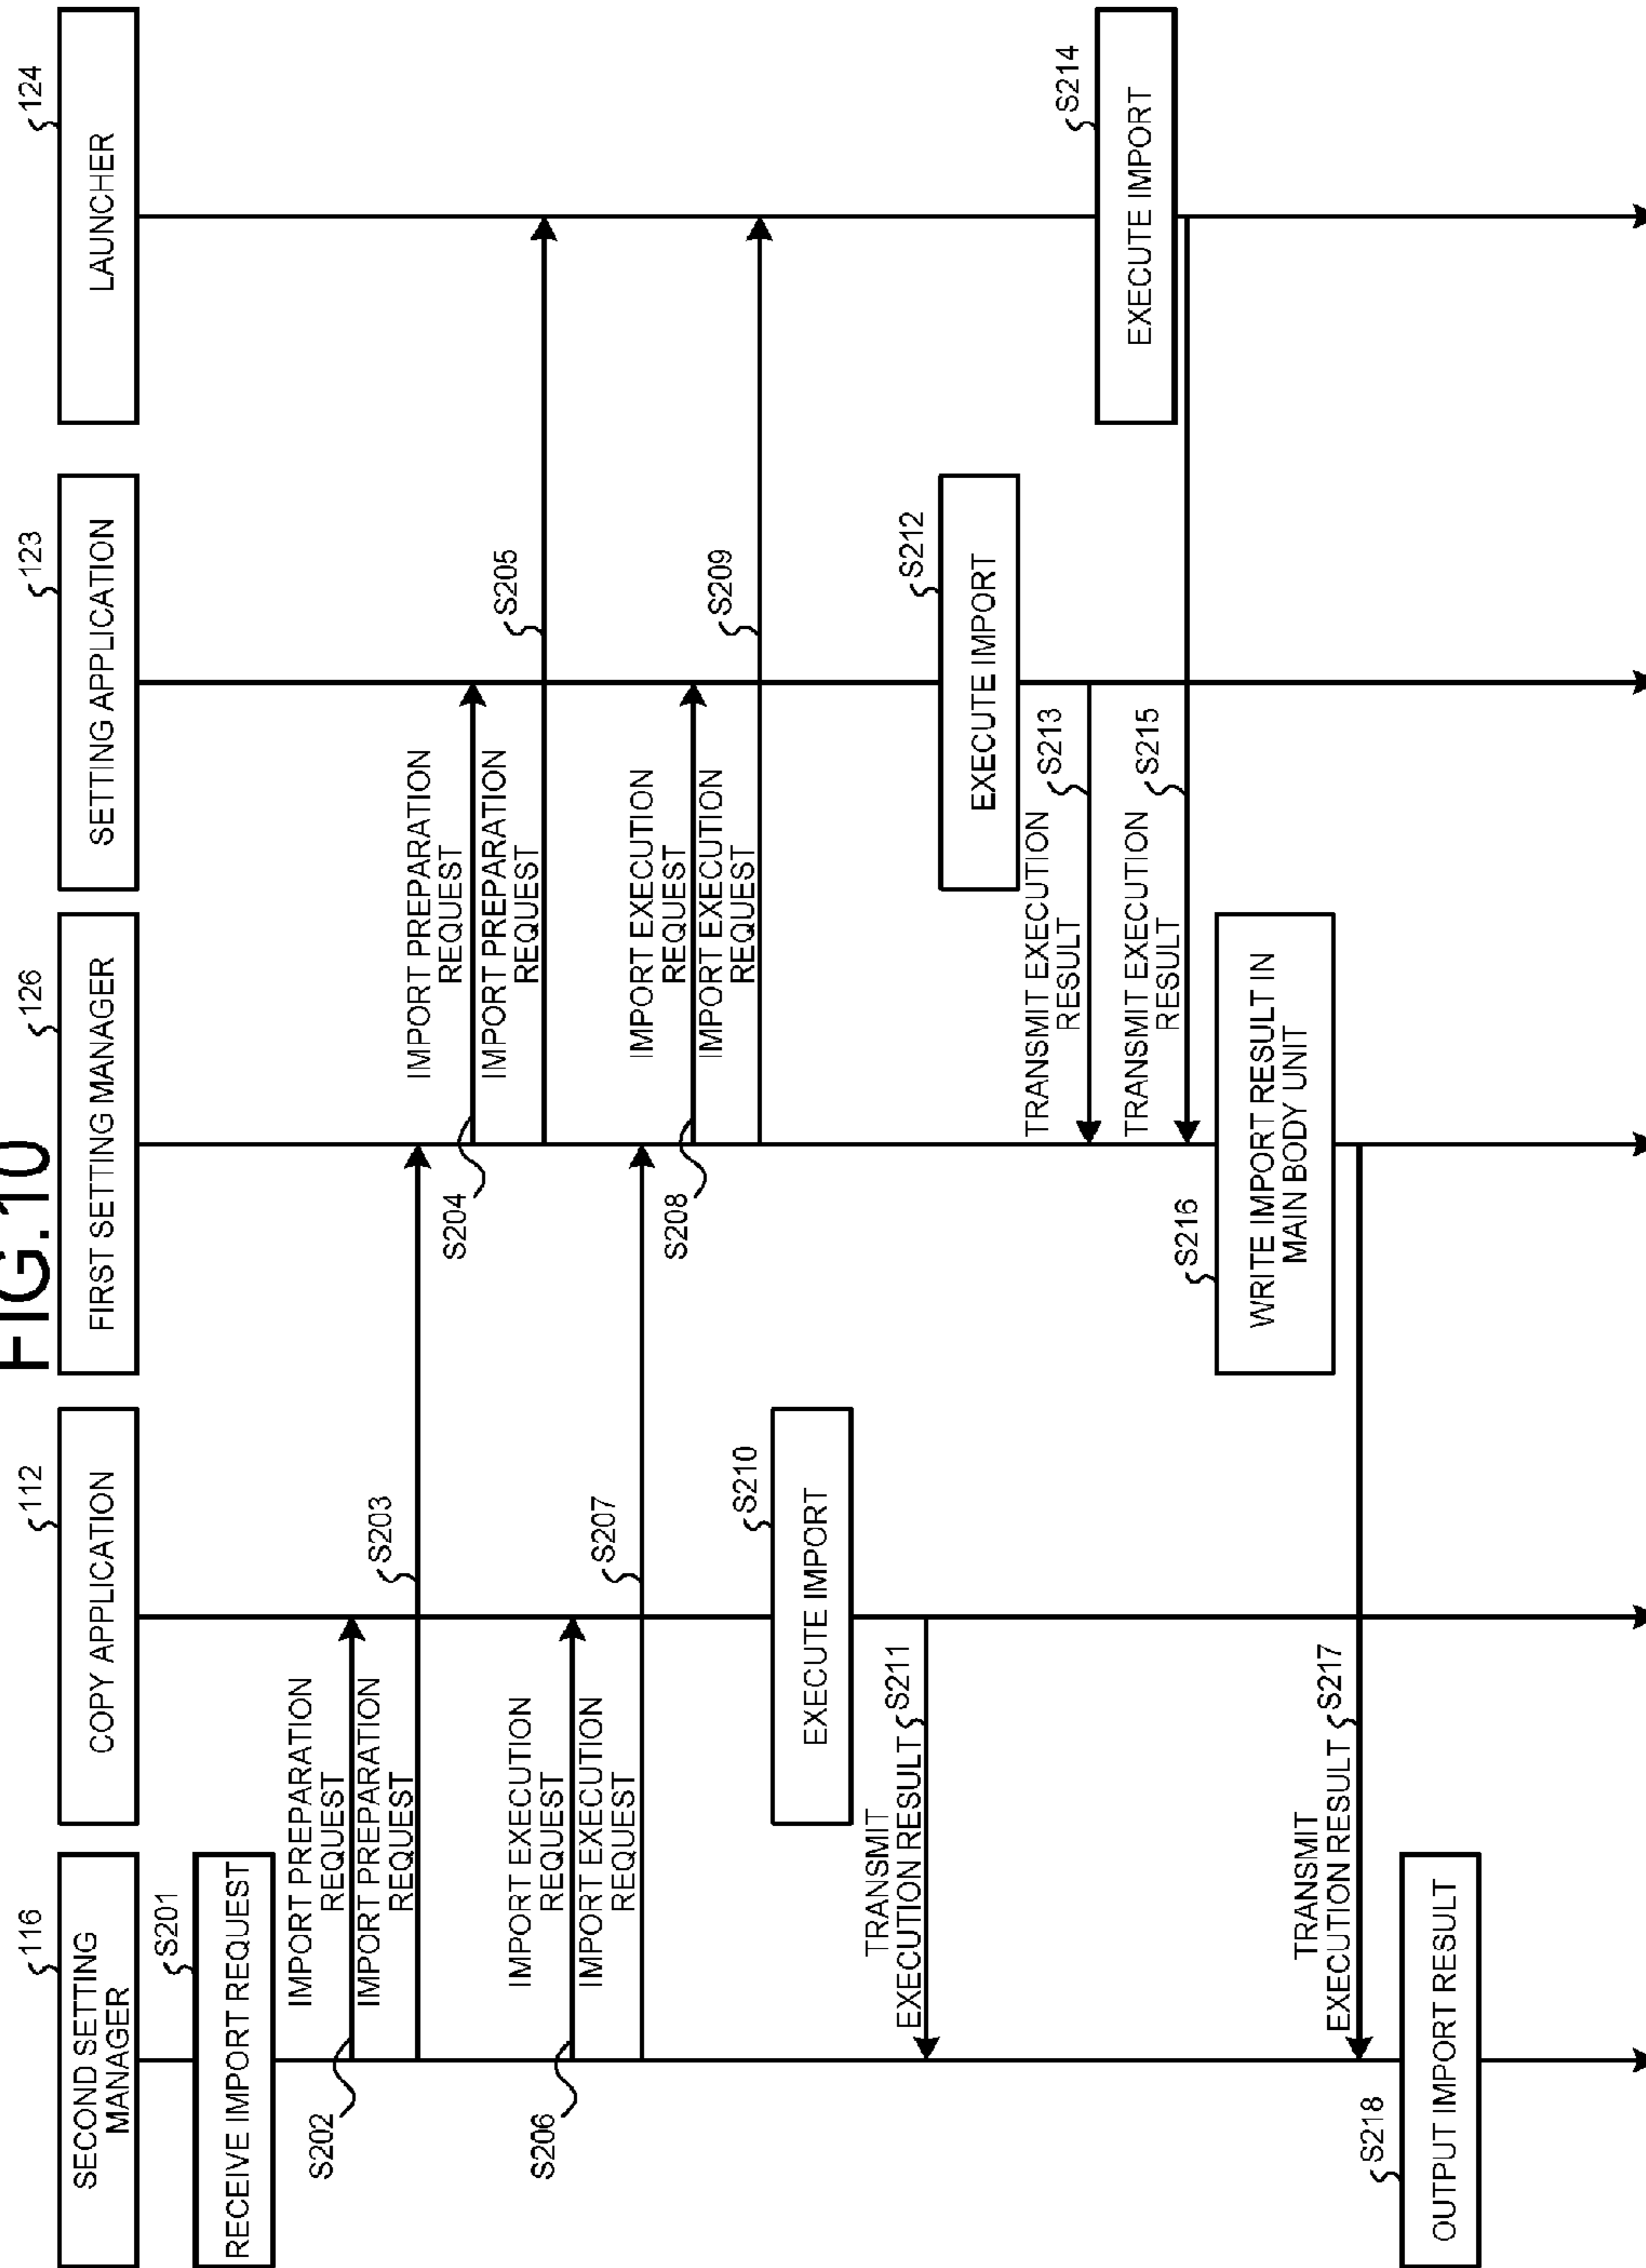 FIG.10
116
SECOND SETTING
MANAGER
112
COPY APPLICATION
126
FIRST SETTING MANAGER
123
SETTING APPLICATION
124
LAUNCHER
S201
RECEIVE IMPORT REQUEST
S202
IMPORT PREPARATION
REQUEST
IMPORT PREPARATION
REQUEST
S203
S204
IMPORT PREPARATION
REQUEST
IMPORT PREPARATION
REQUEST
S205
S206
IMPORT EXECUTION
REQUEST
IMPORT EXECUTION
REQUEST
S207
S208
IMPORT EXECUTION
REQUEST
IMPORT EXECUTION
REQUEST
S209
S210
EXECUTE IMPORT
TRANSMIT
EXECUTION RESULT
S211
S212
EXECUTE IMPORT
TRANSMIT EXECUTION
RESULT
S213
S214
EXECUTE IMPORT
TRANSMIT EXECUTION
RESULT
S215
S216
WRITE IMPORT RESULT IN
MAIN BODY UNIT
TRANSMIT
EXECUTION RESULT
S217
S218
OUTPUT IMPORT RESULT